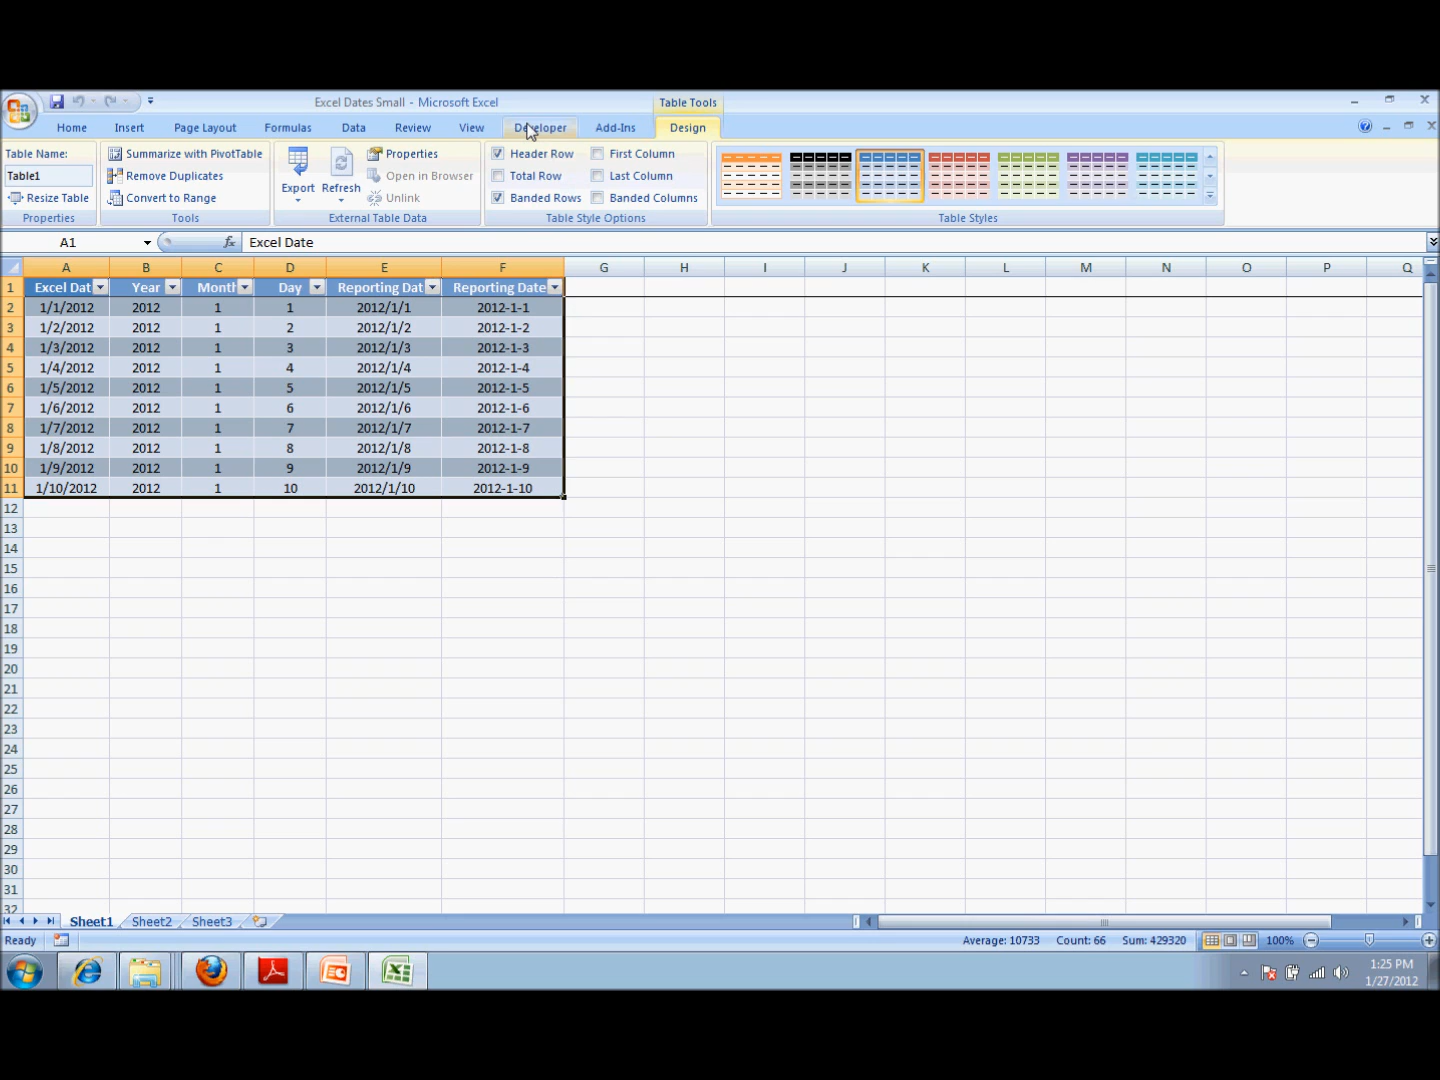 Excel Dates Small - Microsoft Excel
Table Tools
Home Insert Page Layout Formulas Data Review View Developer Add-Ins Design
Table Name: Summarize with PivotTable Properties Header Row First Column
Table1 Remove Duplicates Export Refresh Open in Browser Total Row Last Column
Resize Table Convert to Range Unlink Banded Rows Banded Columns
Properties Tools External Table Data Table Style Options Table Styles
A1 fx Excel Date
A B C D E F G H I J K L M N O P Q
1 Excel Dat Year Month Day Reporting Dat Reporting Date
2 1/1/2012 2012 1 1 2012/1/1 2012-1-1
3 1/2/2012 2012 1 2 2012/1/2 2012-1-2
4 1/3/2012 2012 1 3 2012/1/3 2012-1-3
5 1/4/2012 2012 1 4 2012/1/4 2012-1-4
6 1/5/2012 2012 1 5 2012/1/5 2012-1-5
7 1/6/2012 2012 1 6 2012/1/6 2012-1-6
8 1/7/2012 2012 1 7 2012/1/7 2012-1-7
9 1/8/2012 2012 1 8 2012/1/8 2012-1-8
10 1/9/2012 2012 1 9 2012/1/9 2012-1-9
11 1/10/2012 2012 1 10 2012/1/10 2012-1-10
12
13
14
15
16
17
18
19
20
21
22
23
24
25
26
27
28
29
30
31
32
Sheet1 Sheet2 Sheet3
Ready Average: 10733 Count: 66 Sum: 429320 100%
1:25 PM
1/27/2012